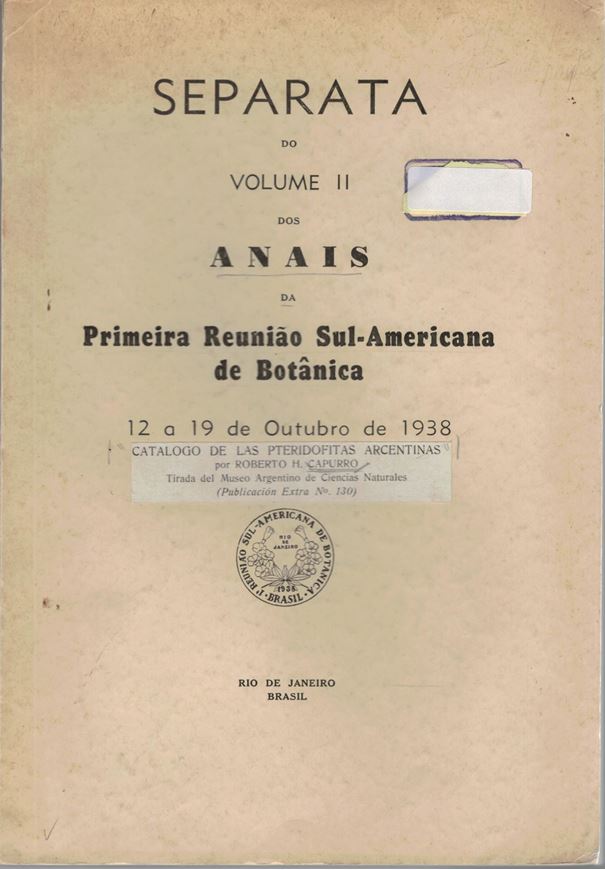 SEPARATA
DO
VOLUME II
DOS
ANAIS
DA
Primeira Reunião Sul-Americana
de Botânica
12 a 19 de Outubro de 1938
"CATALOGO DE LAS PTERIDOFITAS ARCENTINAS"
por ROBERTO H. CAPURRO
Tirada del Museo Argentino de Ciencias Naturales
(Publicación Extra Nº. 130)
1ª REUNIÃO SUL-AMERICANA DE BOTANICA
RIO
DE
JANEIRO
1938
BRASIL
RIO DE JANEIRO
BRASIL